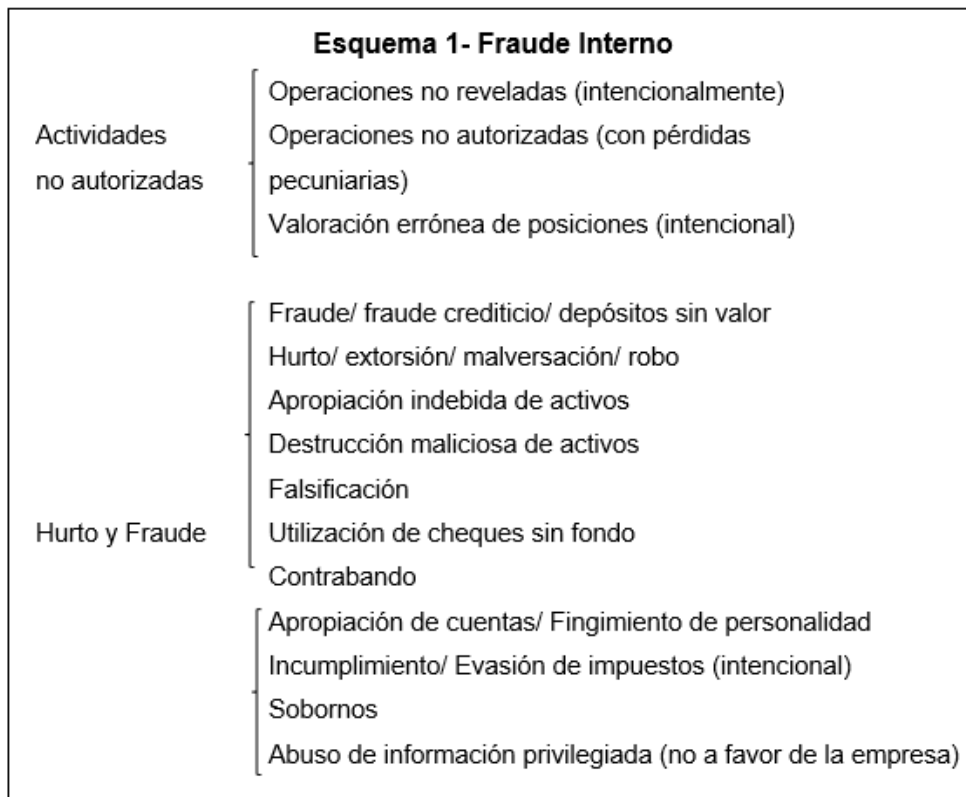 Esquema 1- Fraude Interno
Operaciones no reveladas (intencionalmente)
Actividades
Operaciones no autorizadas (con pérdidas
no autorizadas
pecuniarias)
Valoración errónea de posiciones (intencional)
Fraude/ fraude crediticio/ depósitos sin valor
Hurto/ extorsión/ malversación/ robo
Apropiación indebida de activos
Destrucción maliciosa de activos
Falsificación
Hurto y Fraude
Utilización de cheques sin fondo
Contrabando
Apropiación de cuentas/ Fingimiento de personalidad
Incumplimiento/ Evasión de impuestos (intencional)
Sobornos
Abuso de información privilegiada (no a favor de la empresa)